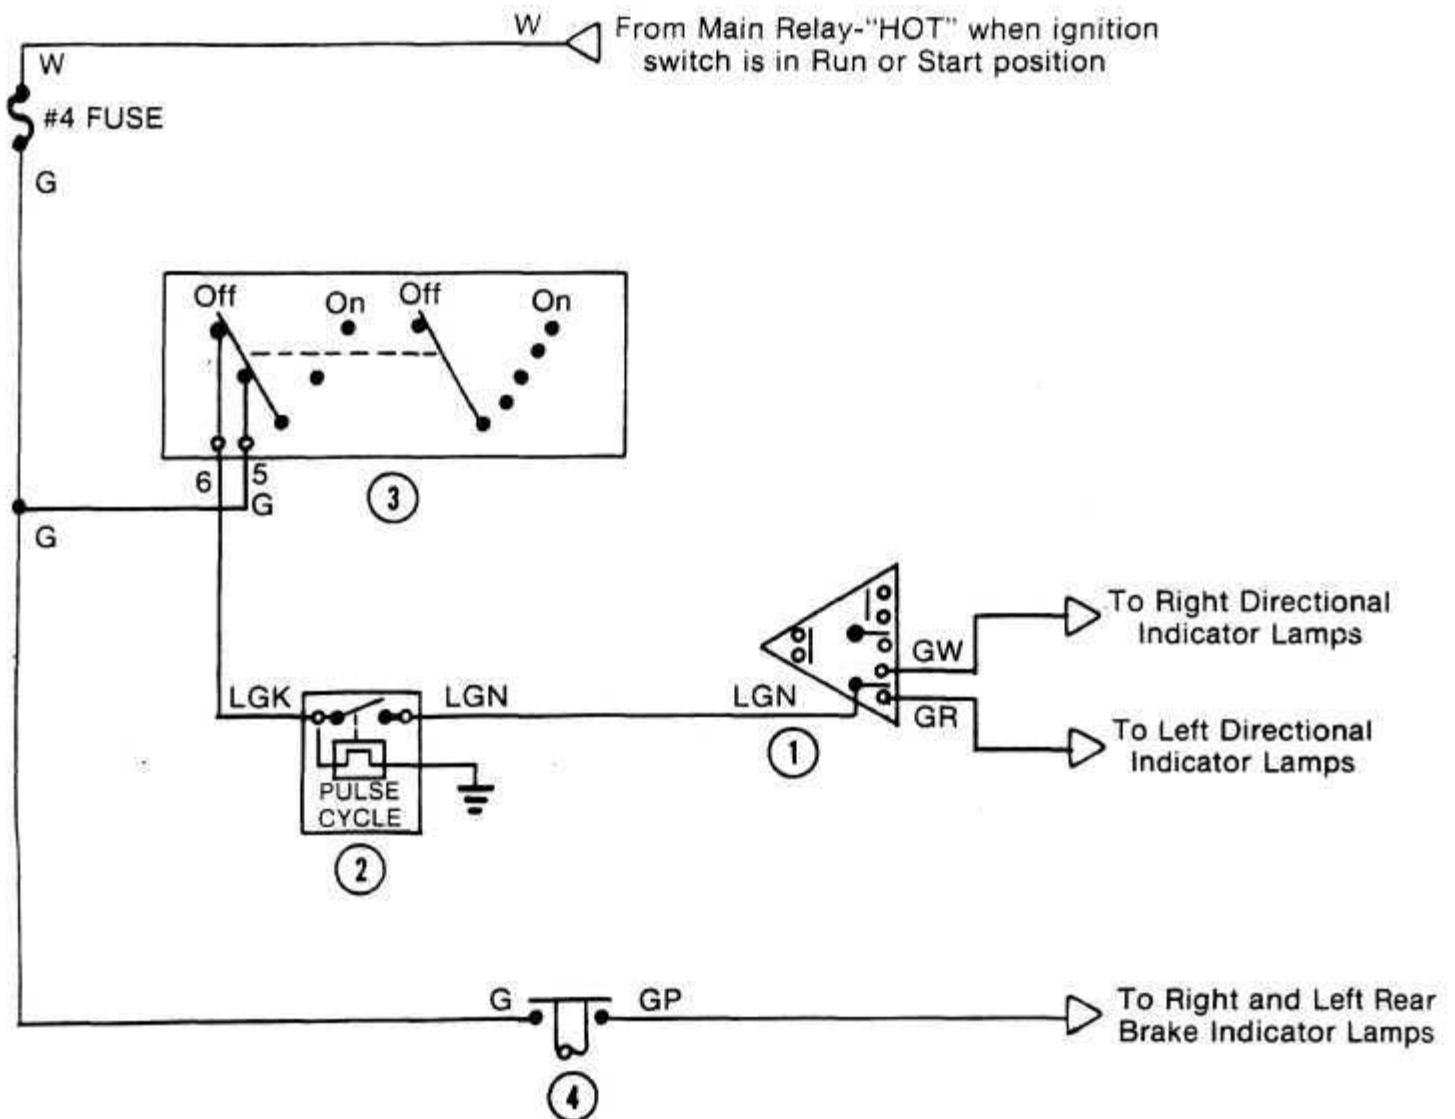 W
From Main Relay-"HOT" when ignition
switch is in Run or Start position
W
#4 FUSE
G
Off
On
Off
On
6
5
G
3
G
To Right Directional
Indicator Lamps
GW
LGK
LGN
LGN
GR
1
To Left Directional
Indicator Lamps
PULSE
CYCLE
2
G
GP
To Right and Left Rear
Brake Indicator Lamps
4